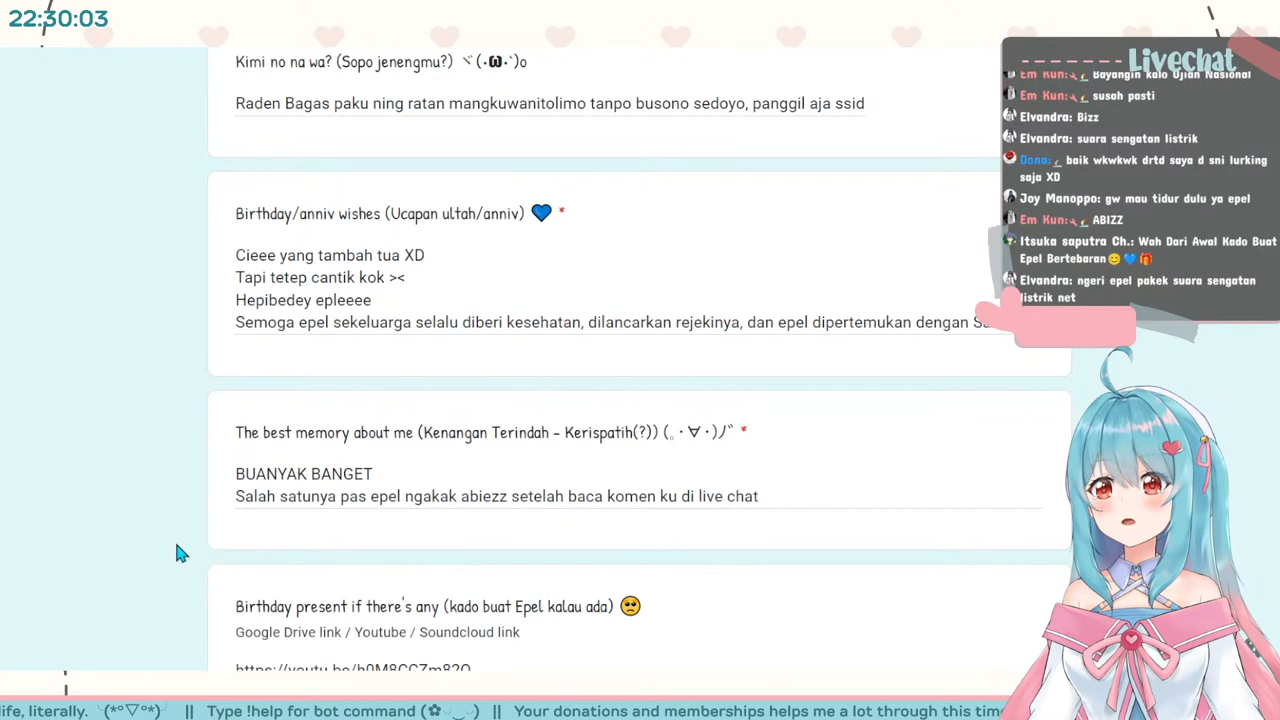 22:30:03
Kimi no na wa? (Sopo jenengmu?) ヾ(･ω･`)o
Raden Bagas paku ning ratan mangkuwanitolimo tanpo busono sedoyo, panggil aja ssid
Birthday/anniv wishes (Ucapan ultah/anniv) 💙 *
Cieee yang tambah tua XD
Tapi tetep cantik kok ><
Hepibedey epleeee
Semoga epel sekeluarga selalu diberi kesehatan, dilancarkan rejekinya, dan epel dipertemukan dengan
The best memory about me (Kenangan Terindah - Kerispatih(?)) (。･∀･)ﾉﾞ *
BUANYAK BANGET
Salah satunya pas epel ngakak abiezz setelah baca komen ku di live chat
Birthday present if there's any (kado buat Epel kalau ada) 🥺
Google Drive link / Youtube / Soundcloud link
Livechat
Em Kun: Bayangin kalo Ujian Nasional
Em Kun: susah pasti
Elvandra: Bizz
Elvandra: suara sengatan listrik
Dana: baik wkwkwk drtd saya d sni lurking
saja XD
Joy Manoppo: gw mau tidur dulu ya epel
Em Kun: ABIZZ
Itsuka saputra Ch.: Wah Dari Awal Kado Buat
Epel Bertebaran😊💙🎁
Elvandra: ngeri epel pakek suara sengatan
listrik net
life, literally. (*°▽°*) || Type !help for bot command (✿◡‿◡) || Your donations and memberships helps me a lot through this time